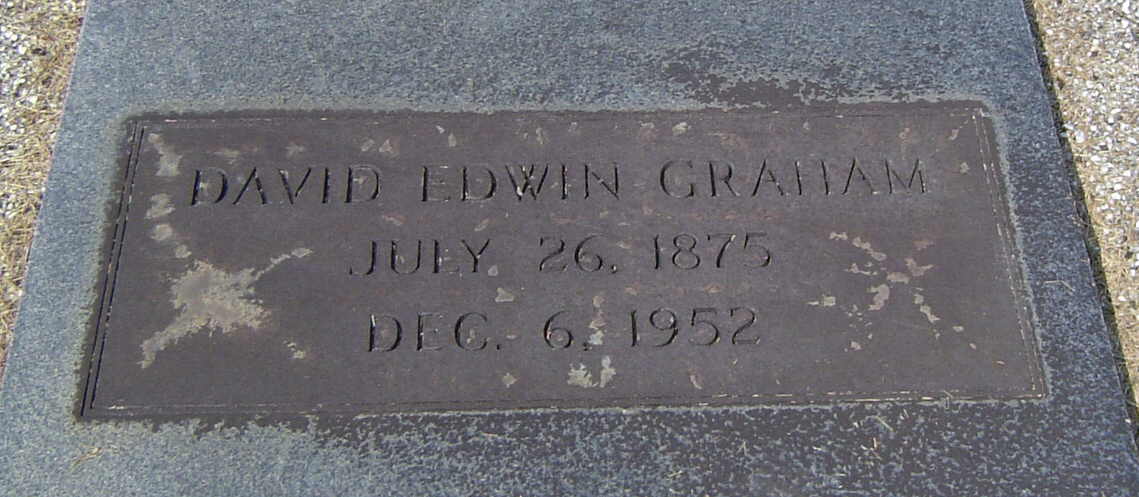 DAVID EDWIN GRAHAM
JULY 26, 1875
DEC. 6, 1952